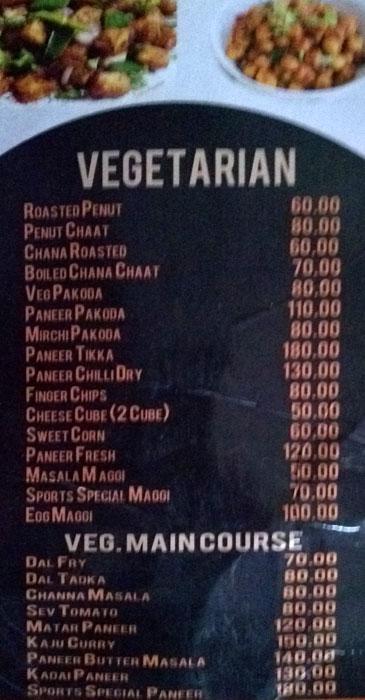 VEGETARIAN
ROASTED PENUT 60.00
PENUT CHAAT 80.00
CHANA ROASTED 60.00
BOILED CHANA CHAAT 70.00
VEG PAKODA 80.00
PANEER PAKODA 110.00
MIRCHI PAKODA 80.00
PANEER TIKKA 180.00
PANEER CHILLI DRY 130.00
FINGER CHIPS 80.00
CHEESE CUBE (2 CUBE) 50.00
SWEET CORN 60.00
PANEER FRESH 120.00
MASALA MAGGI 50.00
SPORTS SPECIAL MAGGI 70.00
EGG MAGGI 100.00
VEG. MAIN COURSE
DAL FRY 70.00
DAL TADKA 80.00
CHANNA MASALA 80.00
SEV TOMATO 80.00
MATAR PANEER 120.00
KAJU CURRY 150.00
PANEER BUTTER MASALA 140.00
KADAI PANEER 130.00
SPORTS SPECIAL PANEER